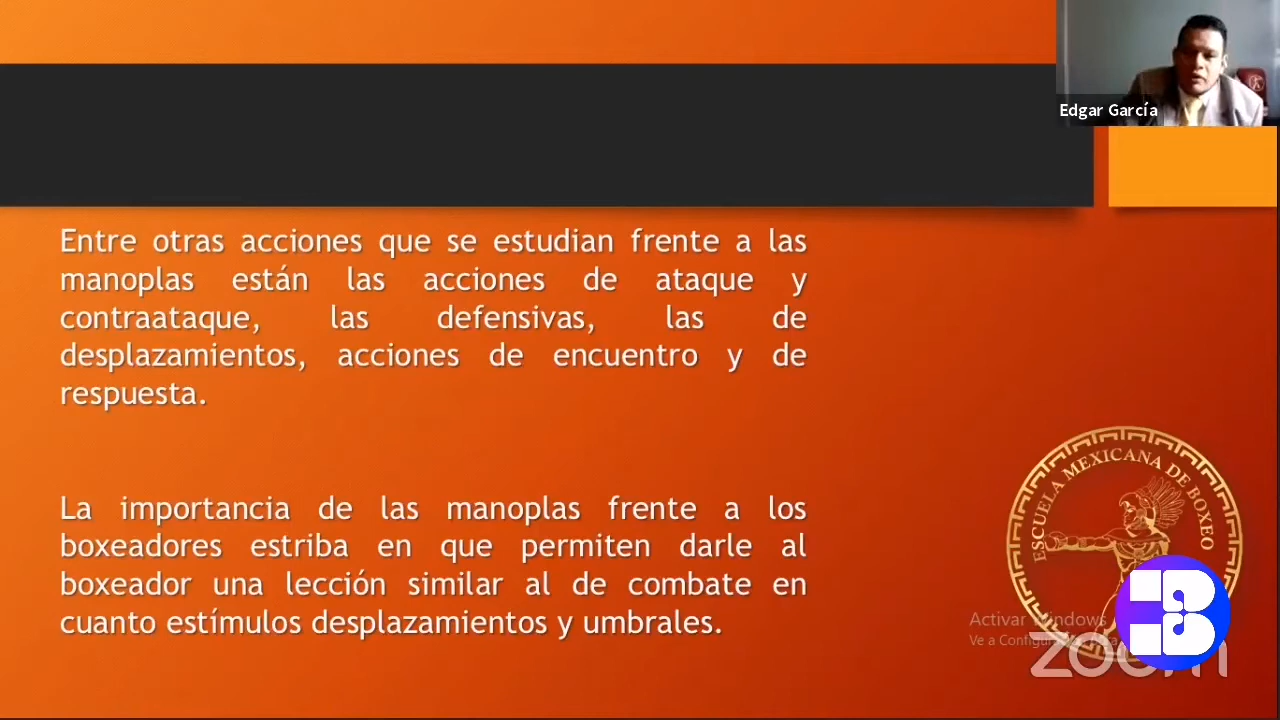 Edgar García
Entre otras acciones que se estudian frente a las
manoplas están las acciones de ataque y
contraataque, las defensivas, las de
desplazamientos, acciones de encuentro y de
respuesta.
La importancia de las manoplas frente a los
boxeadores estriba en que permiten darle al
boxeador una lección similar al de combate en
cuanto estímulos desplazamientos y umbrales.
ESCUELA MEXICANA DE BOXEO
Activar Windows
Ve a
zoom
B